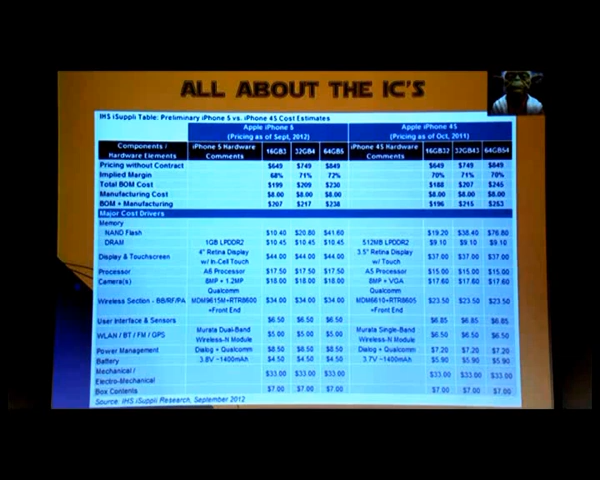 ALL ABOUT THE IC'S
IHS iSuppli Table: Preliminary iPhone 5 vs. iPhone 4S Cost Estimates
Apple iPhone 5 Apple iPhone 4S
(Pricing as of Sept, 2012) (Pricing as of Oct, 2011)
Components / Hardware Elements iPhone 5 Hardware Comments 16GB3 32GB4 64GB5 iPhone 4S Hardware Comments 16GB32 32GB43 64GB54
Pricing without Contract $649 $749 $849 $649 $749 $849
Implied Margin 68% 71% 72% 70% 71% 70%
Total BOM Cost $199 $209 $230 $188 $207 $245
Manufacturing Cost $8.00 $8.00 $8.00 $8.00 $8.00 $8.00
BOM + Manufacturing $207 $217 $238 $196 $215 $253
Major Cost Drivers
Memory
NAND Flash $10.40 $20.80 $41.60 $19.20 $38.40 $76.80
DRAM 1GB LPDDR2 $10.45 $10.45 $10.45 512MB LPDDR2 $9.10 $9.10 $9.10
Display & Touchscreen 4" Retina Display w/ In-Cell Touch $44.00 $44.00 $44.00 3.5" Retina Display w/ Touch $37.00 $37.00 $37.00
Processor A6 Processor $17.50 $17.50 $17.50 A5 Processor $15.00 $15.00 $15.00
Camera(s) 8MP + 1.2MP $18.00 $18.00 $18.00 8MP + VGA $17.60 $17.60 $17.60
Wireless Section - BB/RF/PA Qualcomm MDM9615M+RTR8600 +Front End $34.00 $34.00 $34.00 Qualcomm MDM6610+RTR8605 +Front End $23.50 $23.50 $23.50
User Interface & Sensors $6.50 $6.50 $6.50 $6.85 $6.85 $6.85
WLAN / BT / FM / GPS Murata Dual-Band Wireless-N Module $5.00 $5.00 $5.00 Murata Single-Band Wireless-N Module $6.50 $6.50 $6.50
Power Management Dialog + Qualcomm $8.50 $8.50 $8.50 Dialog + Qualcomm $7.20 $7.20 $7.20
Battery 3.8V ~1400mAh $4.50 $4.50 $4.50 3.7V ~1400mAh $5.90 $5.90 $5.90
Mechanical / Electro-Mechanical $33.00 $33.00 $33.00 $33.00 $33.00 $33.00
Box Contents $7.00 $7.00 $7.00 $7.00 $7.00 $7.00
Source: IHS iSuppli Research, September 2012